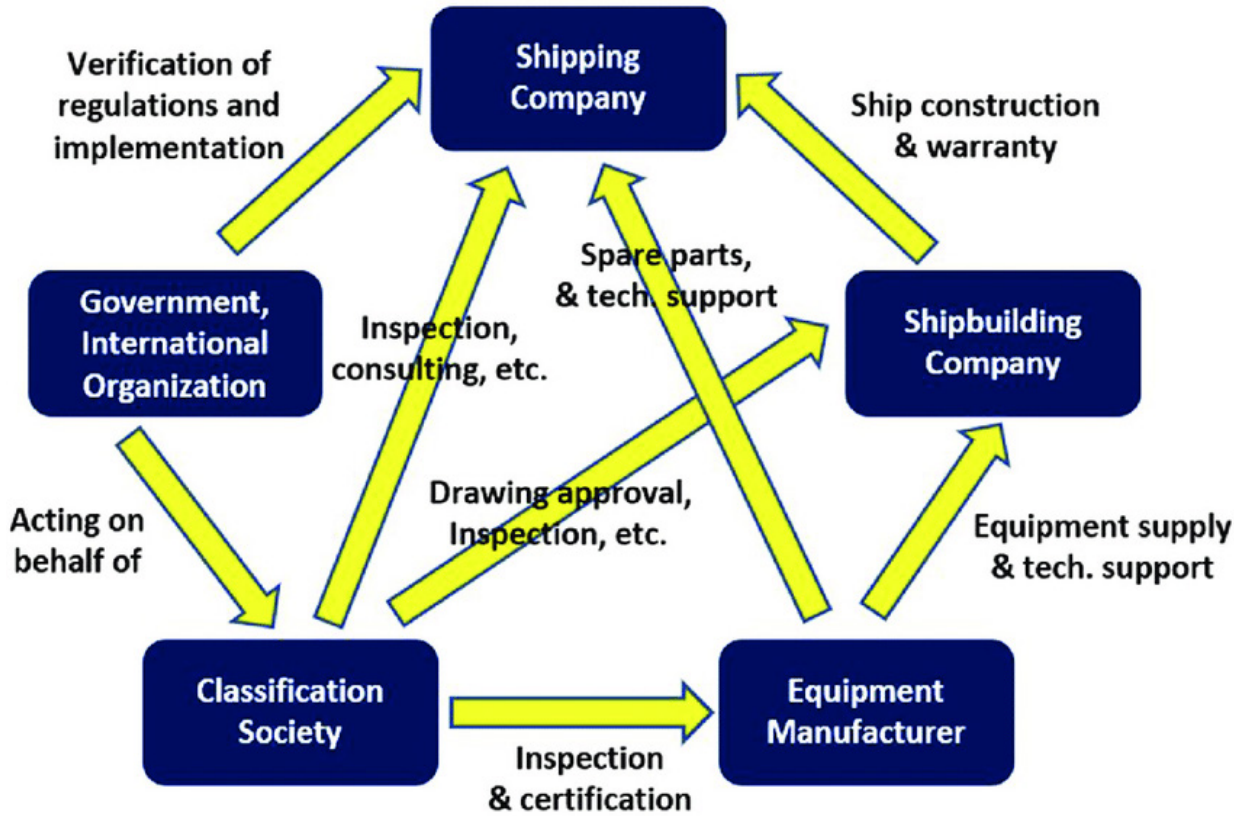 Shipping
Company
Verification of
regulations and
implementation
Ship construction
& warranty
Spare parts,
& tech. support
Government,
International
Organization
Inspection,
consulting, etc.
Shipbuilding
Company
Drawing approval,
Inspection, etc.
Acting on
behalf of
Equipment supply
& tech. support
Classification
Society
Equipment
Manufacturer
Inspection
& certification